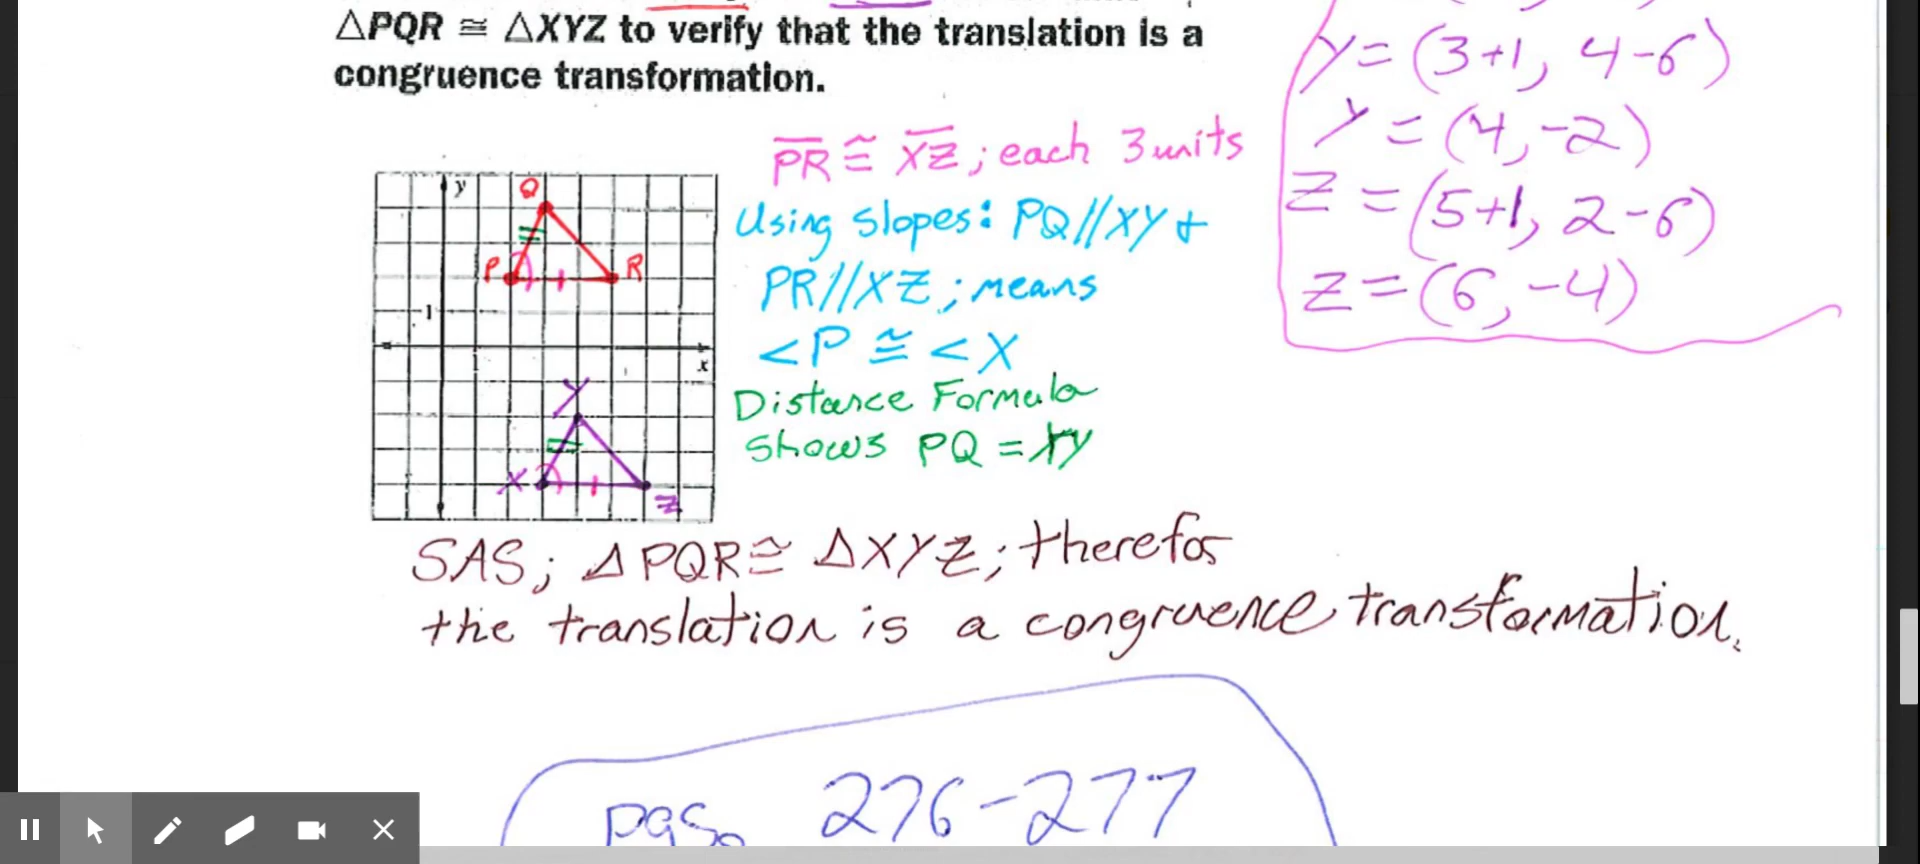 △PQR ≅ △XYZ to verify that the translation is a
congruence transformation.
Y = (3+1, 4-6)
Y = (4, -2)
Z = (5+1, 2-6)
Z = (6, -4)
PR ≅ XZ; each 3 units
Using Slopes: PQ//XY +
PR//XZ; means
<P ≅ <X
Distance Formula
Shows PQ = XY
y
Q
P
R
1
x
Y
X
Z
SAS; △PQR ≅ △XYZ; therefor
the translation is a congruence transformation.
pgs. 276-277